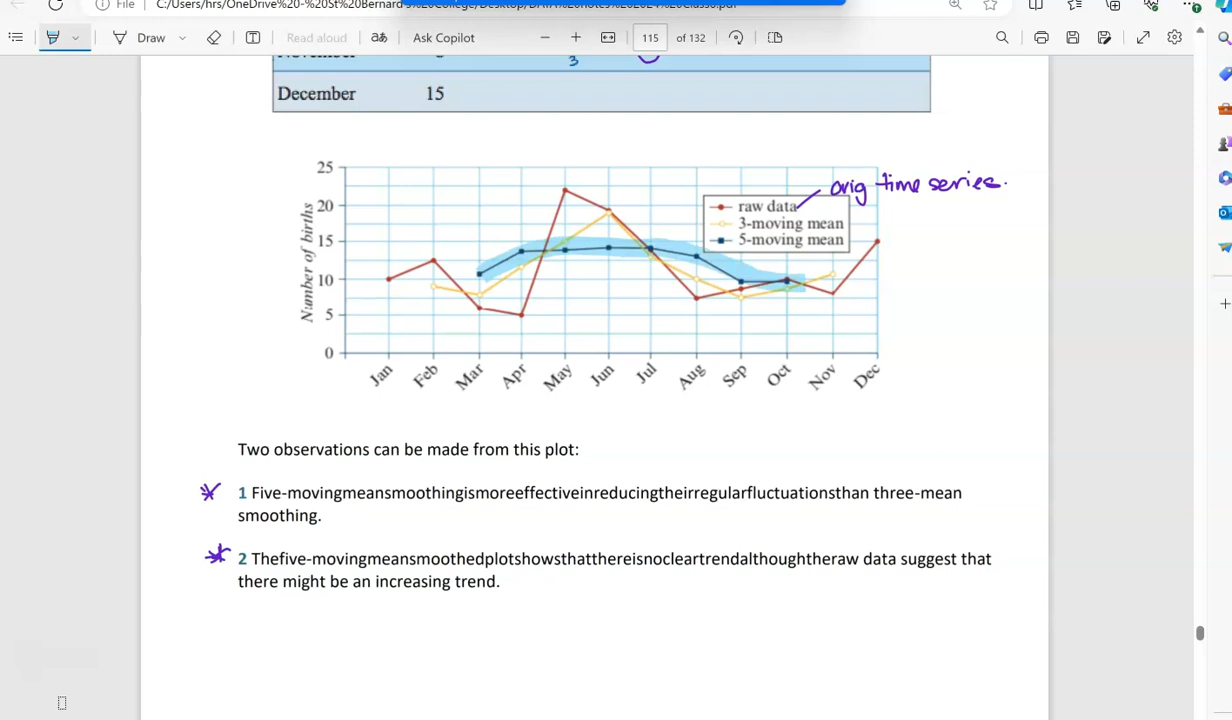 File
C:/Users/hrs/OneDrive%20-%20St%20Bernard
Draw
Read aloud
Ask Copilot
115 of 132
3
December 15
25
20
15
10
5
0
Number of births
orig time series.
raw data
3-moving mean
5-moving mean
Jan Feb Mar Apr May Jun Jul Aug Sep Oct Nov Dec
Two observations can be made from this plot:
1 Five-movingmeansmoothingismoreeffectiveinreducingtheirregularfluctuationsthan three-mean
smoothing.
2 Thefive-movingmeansmoothedplotshowsthatthereisnocleartrendalthoughtheraw data suggest that
there might be an increasing trend.